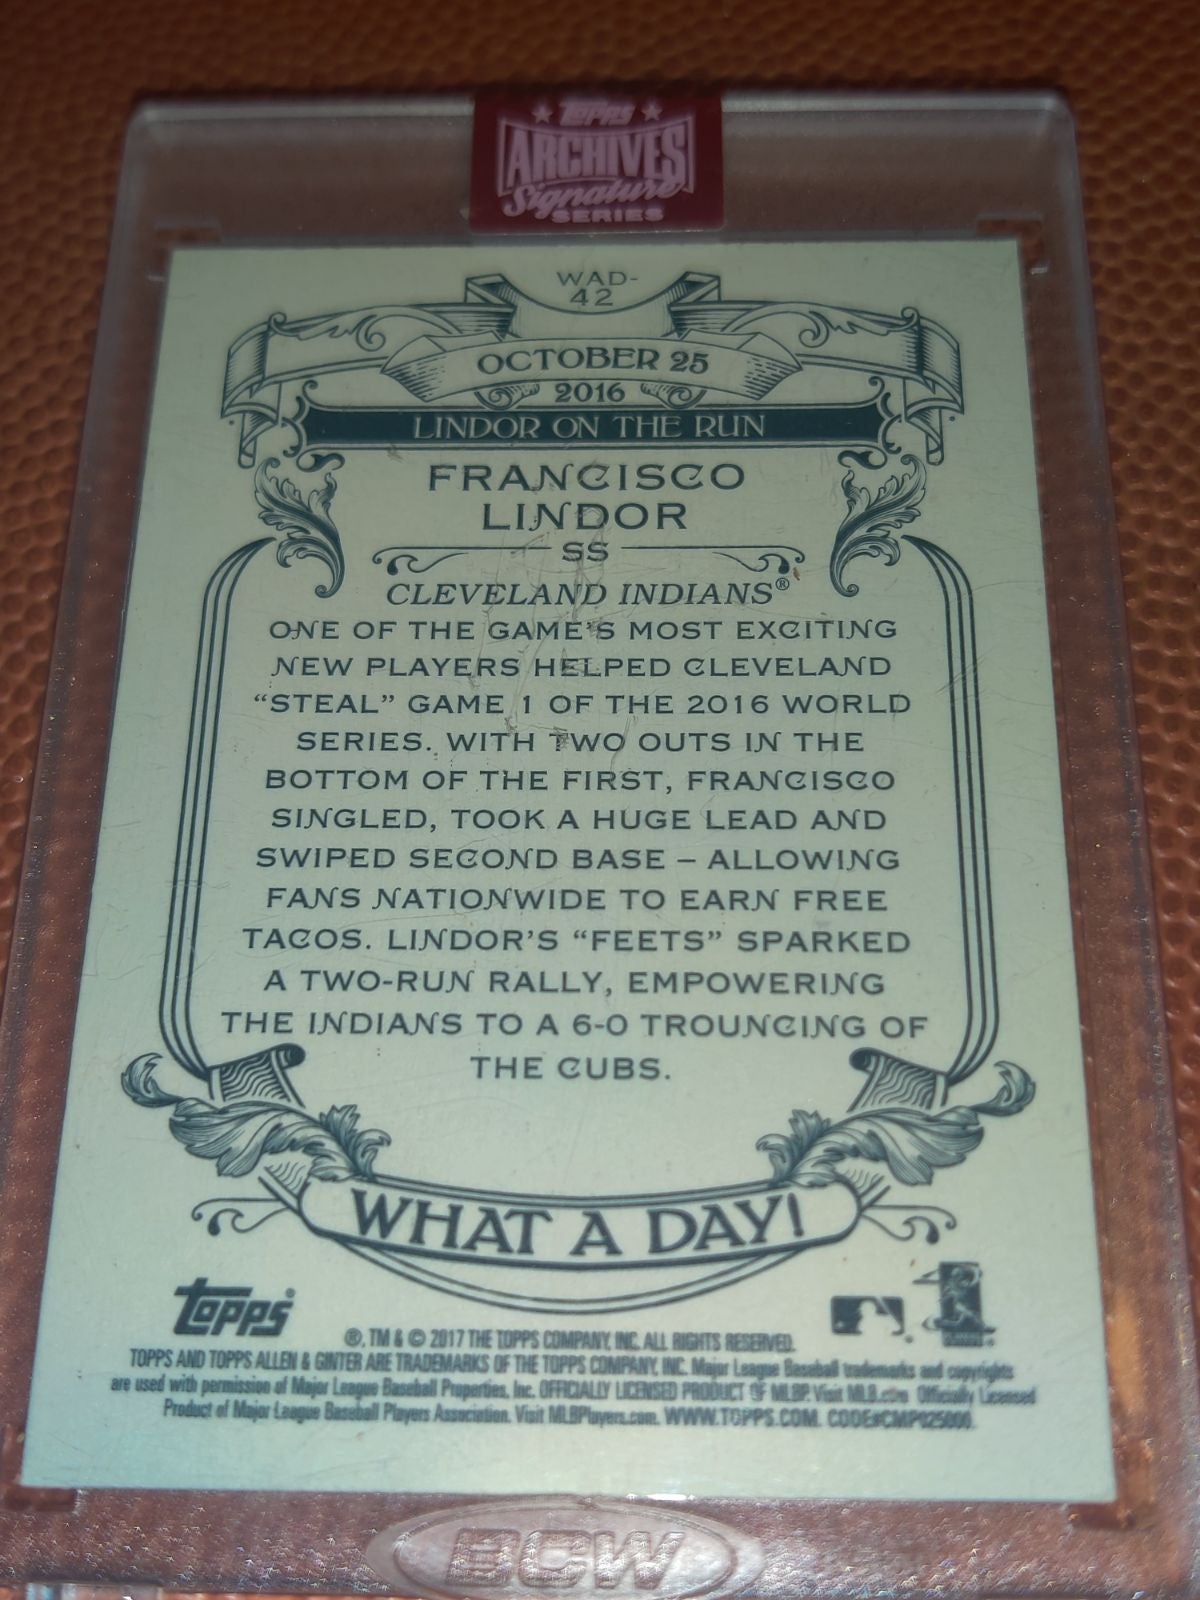 Topps
ARCHIVES
Signature
SERIES
WAD-
42
OCTOBER 25
2016
LINDOR ON THE RUN
FRANCISCO
LINDOR
SS
CLEVELAND INDIANS®
ONE OF THE GAME'S MOST EXCITING
NEW PLAYERS HELPED CLEVELAND
“STEAL” GAME 1 OF THE 2016 WORLD
SERIES. WITH TWO OUTS IN THE
BOTTOM OF THE FIRST, FRANCISCO
SINGLED, TOOK A HUGE LEAD AND
SWIPED SECOND BASE – ALLOWING
FANS NATIONWIDE TO EARN FREE
TACOS. LINDOR'S “FEETS” SPARKED
A TWO-RUN RALLY, EMPOWERING
THE INDIANS TO A 6-0 TROUNCING OF
THE CUBS.
WHAT A DAY!
Topps®
®, TM & © 2017 THE TOPPS COMPANY, INC. ALL RIGHTS RESERVED.
TOPPS AND TOPPS ALLEN & GINTER ARE TRADEMARKS OF THE TOPPS COMPANY, INC. Major League Baseball trademarks and copyrights
are used with permission of Major League Baseball Properties, Inc. OFFICIALLY LICENSED PRODUCT OF MLBP. Visit MLB.com Officially Licensed
Product of Major League Baseball Players Association. Visit MLBPlayers.com. WWW.TOPPS.COM. CODE#CMP025000.
BCW